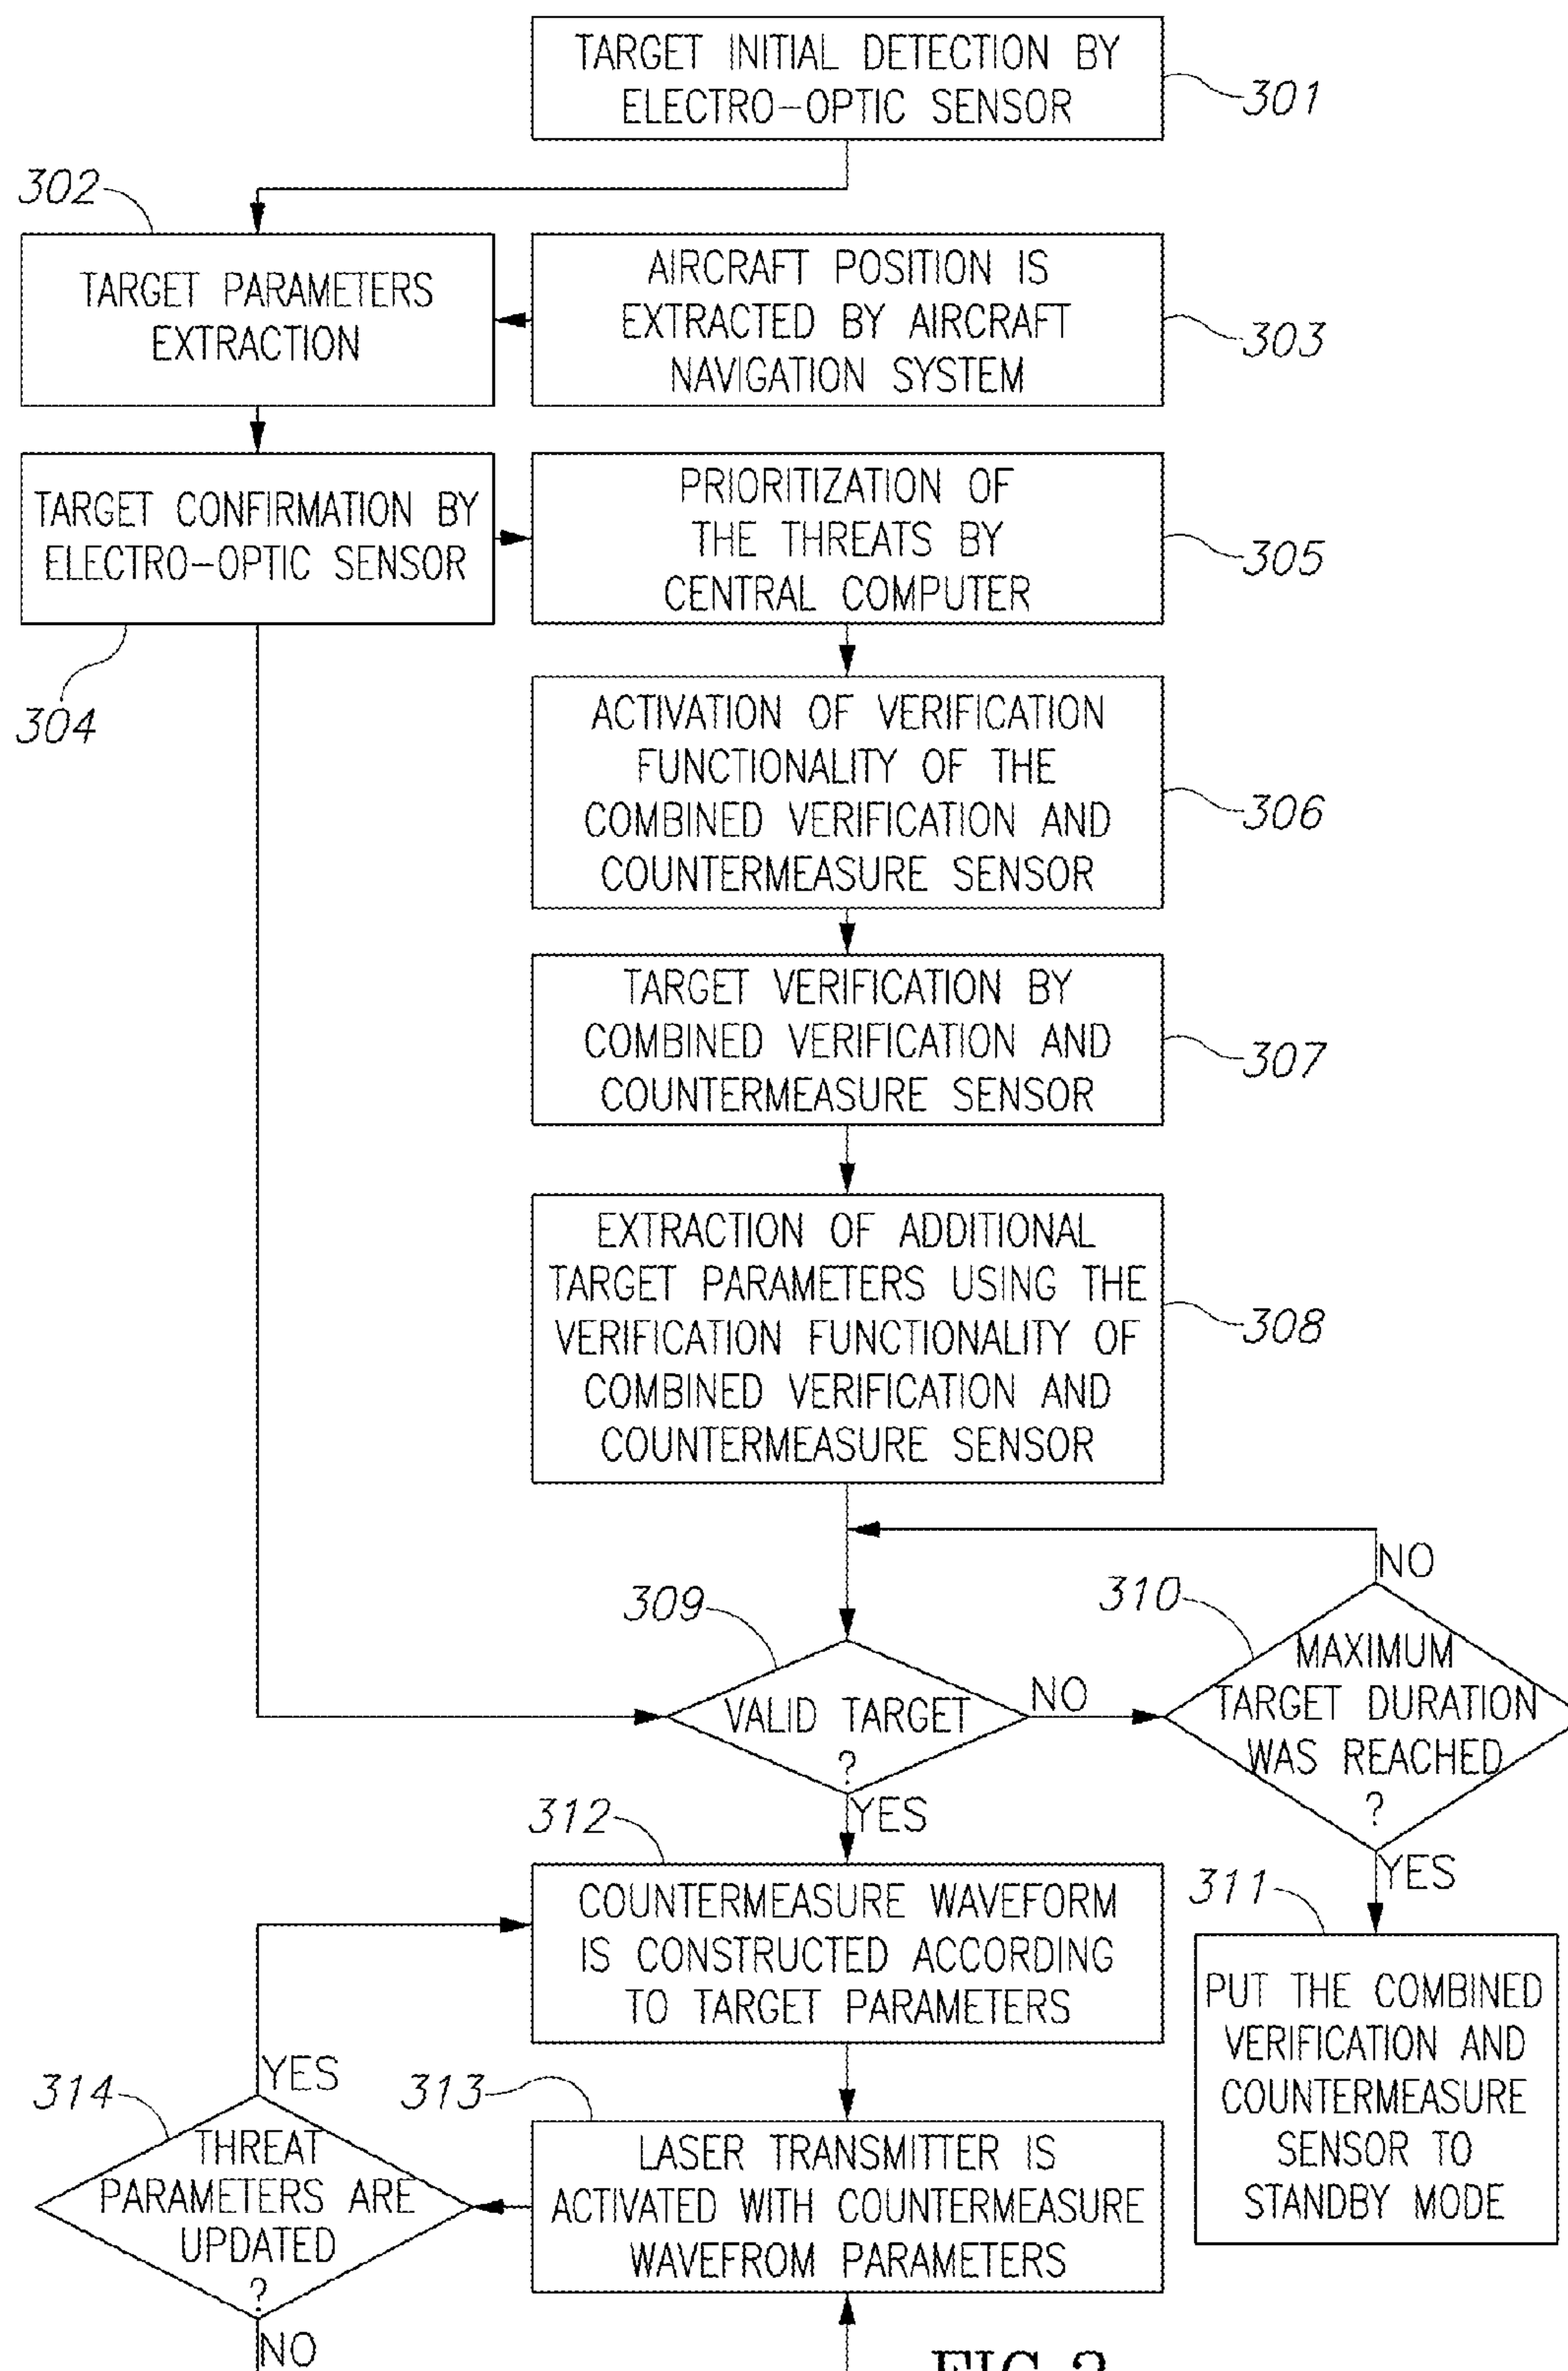 TARGET INITIAL DETECTION BY
ELECTRO-OPTIC SENSOR
301
302
TARGET PARAMETERS
EXTRACTION
AIRCRAFT POSITION IS
EXTRACTED BY AIRCRAFT
NAVIGATION SYSTEM
303
TARGET CONFIRMATION BY
ELECTRO-OPTIC SENSOR
304
PRIORITIZATION OF
THE THREATS BY
CENTRAL COMPUTER
305
ACTIVATION OF VERIFICATION
FUNCTIONALITY OF THE
COMBINED VERIFICATION AND
COUNTERMEASURE SENSOR
306
TARGET VERIFICATION BY
COMBINED VERIFICATION AND
COUNTERMEASURE SENSOR
307
EXTRACTION OF ADDITIONAL
TARGET PARAMETERS USING THE
VERIFICATION FUNCTIONALITY OF
COMBINED VERIFICATION AND
COUNTERMEASURE SENSOR
308
309
VALID TARGET
?
NO
YES
310
MAXIMUM
TARGET DURATION
WAS REACHED
?
NO
YES
311
PUT THE COMBINED
VERIFICATION AND
COUNTERMEASURE
SENSOR TO
STANDBY MODE
312
COUNTERMEASURE WAVEFORM
IS CONSTRUCTED ACCORDING
TO TARGET PARAMETERS
313
LASER TRANSMITTER IS
ACTIVATED WITH COUNTERMEASURE
WAVEFROM PARAMETERS
314
THREAT
PARAMETERS ARE
UPDATED
?
YES
NO